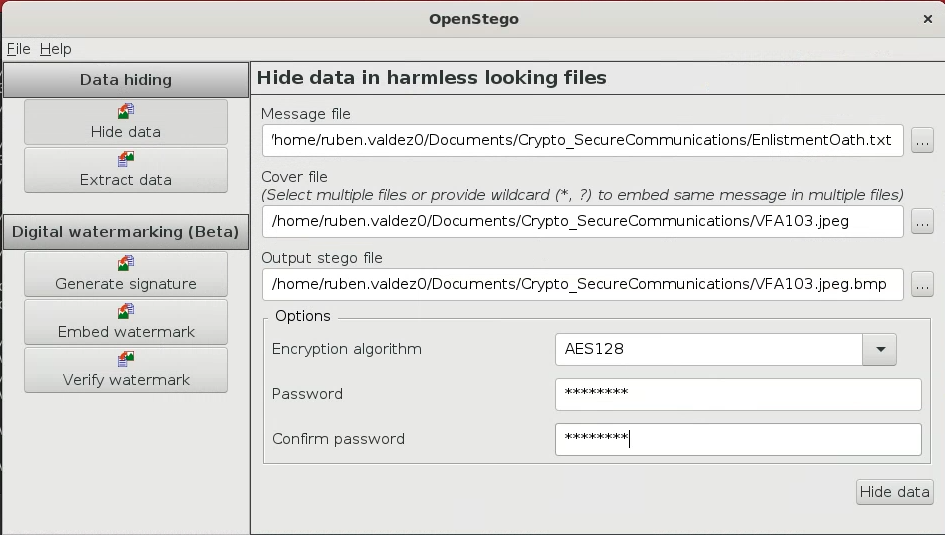 OpenStego
×
File Help
Data hiding
Hide data
Extract data
Digital watermarking (Beta)
Generate signature
Embed watermark
Verify watermark
Hide data in harmless looking files
Message file
/home/ruben.valdez0/Documents/Crypto_SecureCommunications/EnlistmentOath.txt
...
Cover file
(Select multiple files or provide wildcard (*, ?) to embed same message in multiple files)
/home/ruben.valdez0/Documents/Crypto_SecureCommunications/VFA103.jpeg
...
Output stego file
/home/ruben.valdez0/Documents/Crypto_SecureCommunications/VFA103.jpeg.bmp
...
Options
Encryption algorithm
AES128
Password
********
Confirm password
********
Hide data